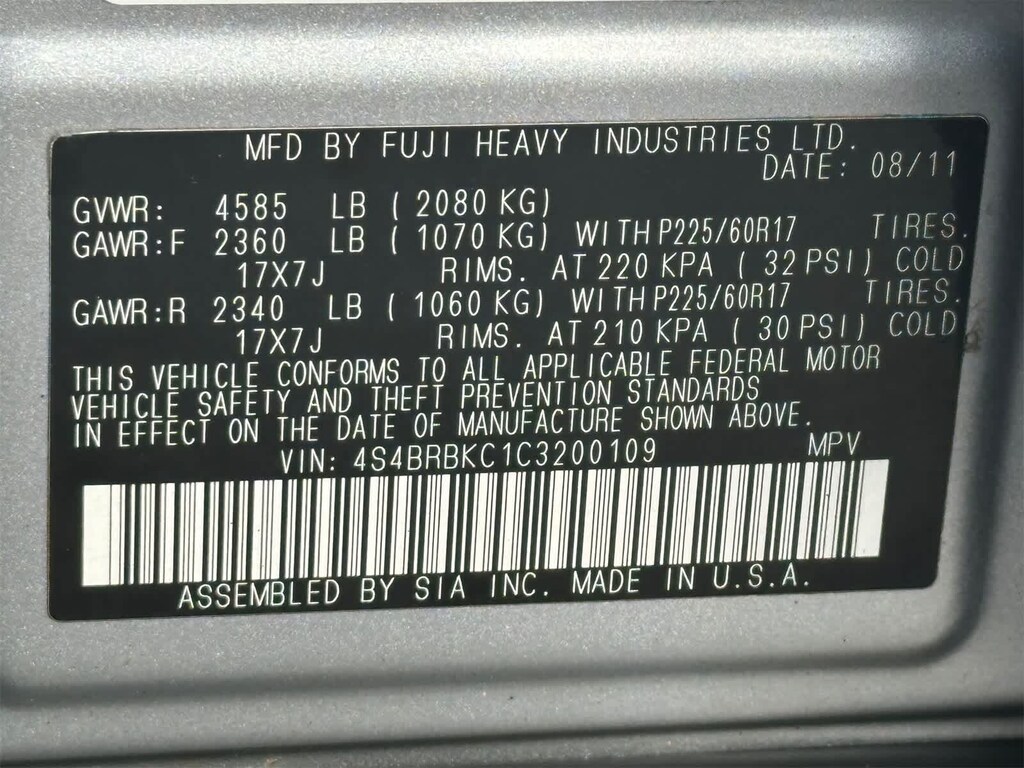 MFD BY FUJI HEAVY INDUSTRIES LTD.
DATE: 08/11
GVWR: 4585 LB ( 2080 KG)
GAWR:F 2360 LB ( 1070 KG) WITH P225/60R17 TIRES.
17X7J RIMS. AT 220 KPA ( 32 PSI) COLD
GAWR:R 2340 LB ( 1060 KG) WITH P225/60R17 TIRES.
17X7J RIMS. AT 210 KPA ( 30 PSI) COLD
THIS VEHICLE CONFORMS TO ALL APPLICABLE FEDERAL MOTOR
VEHICLE SAFETY AND THEFT PREVENTION STANDARDS
IN EFFECT ON THE DATE OF MANUFACTURE SHOWN ABOVE.
VIN: 4S4BRBKC1C3200109 MPV
ASSEMBLED BY SIA INC. MADE IN U.S.A.